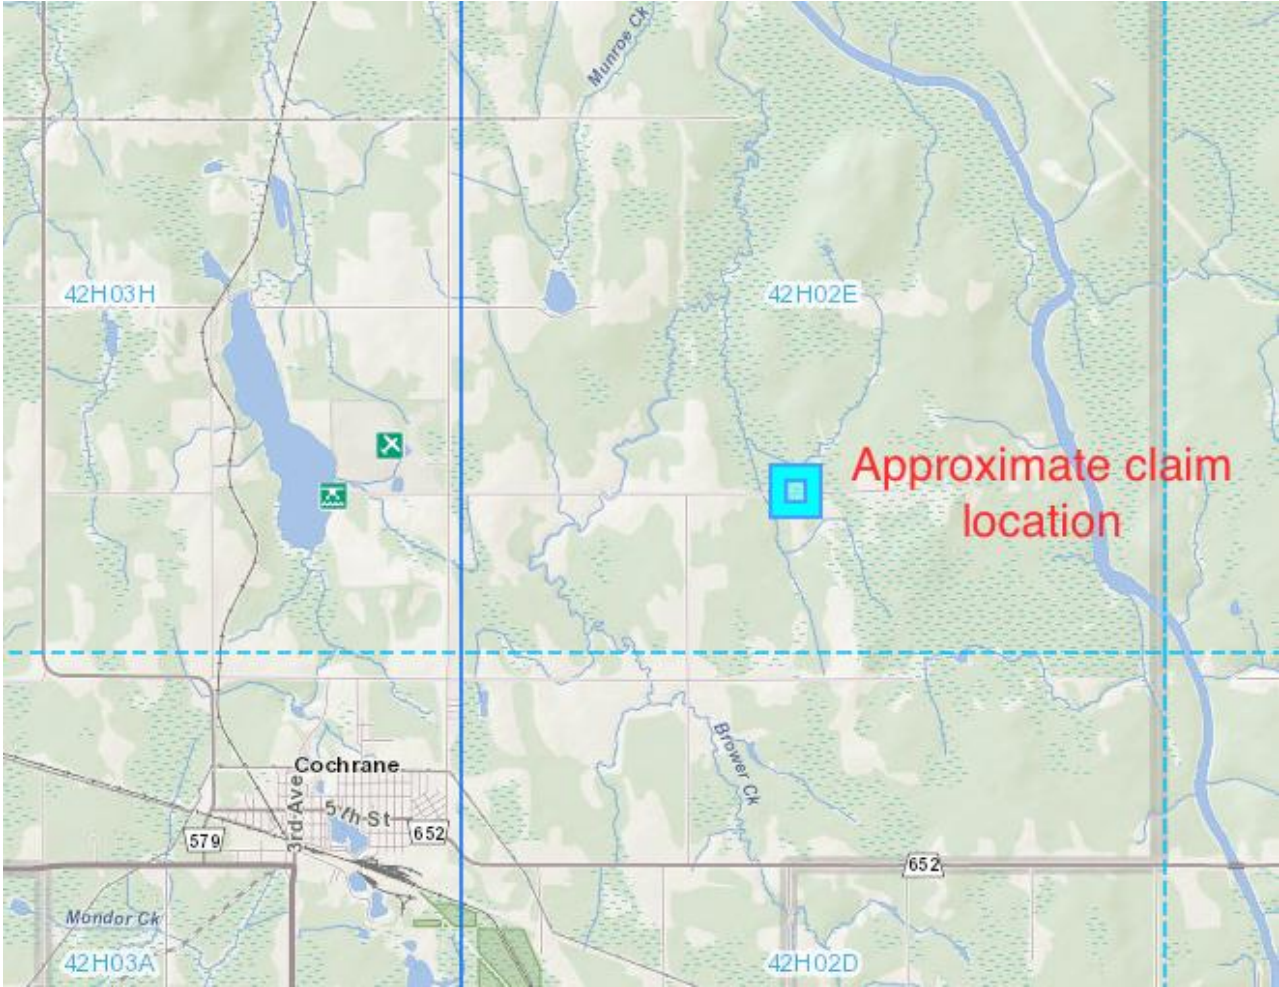 Munroe Ck
42H03H
42H02E
Approximate claim
location
Brower Ck
Cochrane
3rd Ave
5th St
652
579
652
Mondor Ck
42H03A
42H02D